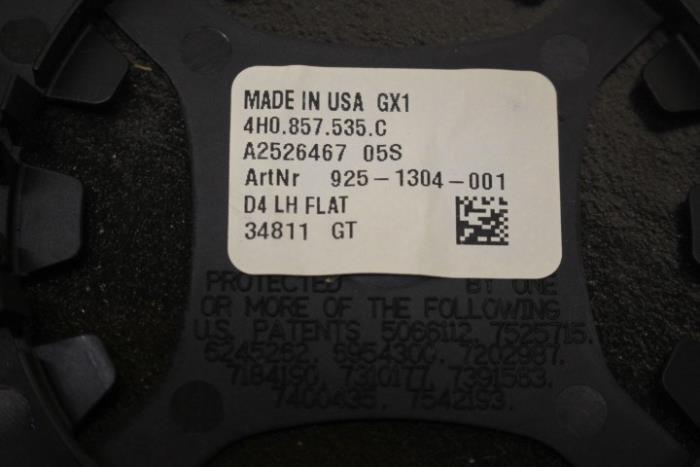 MADE IN USA GX1
4H0.857.535.C
A2526467 05S
ArtNr 925-1304-001
D4 LH FLAT
34811 GT
PROTECTED BY ONE
OR MORE OF THE FOLLOWING
U.S. PATENTS 5066112, 7525715,
6245262, 6954300, 7202987,
7184190, 7310177, 7391563,
7400435, 7542193.